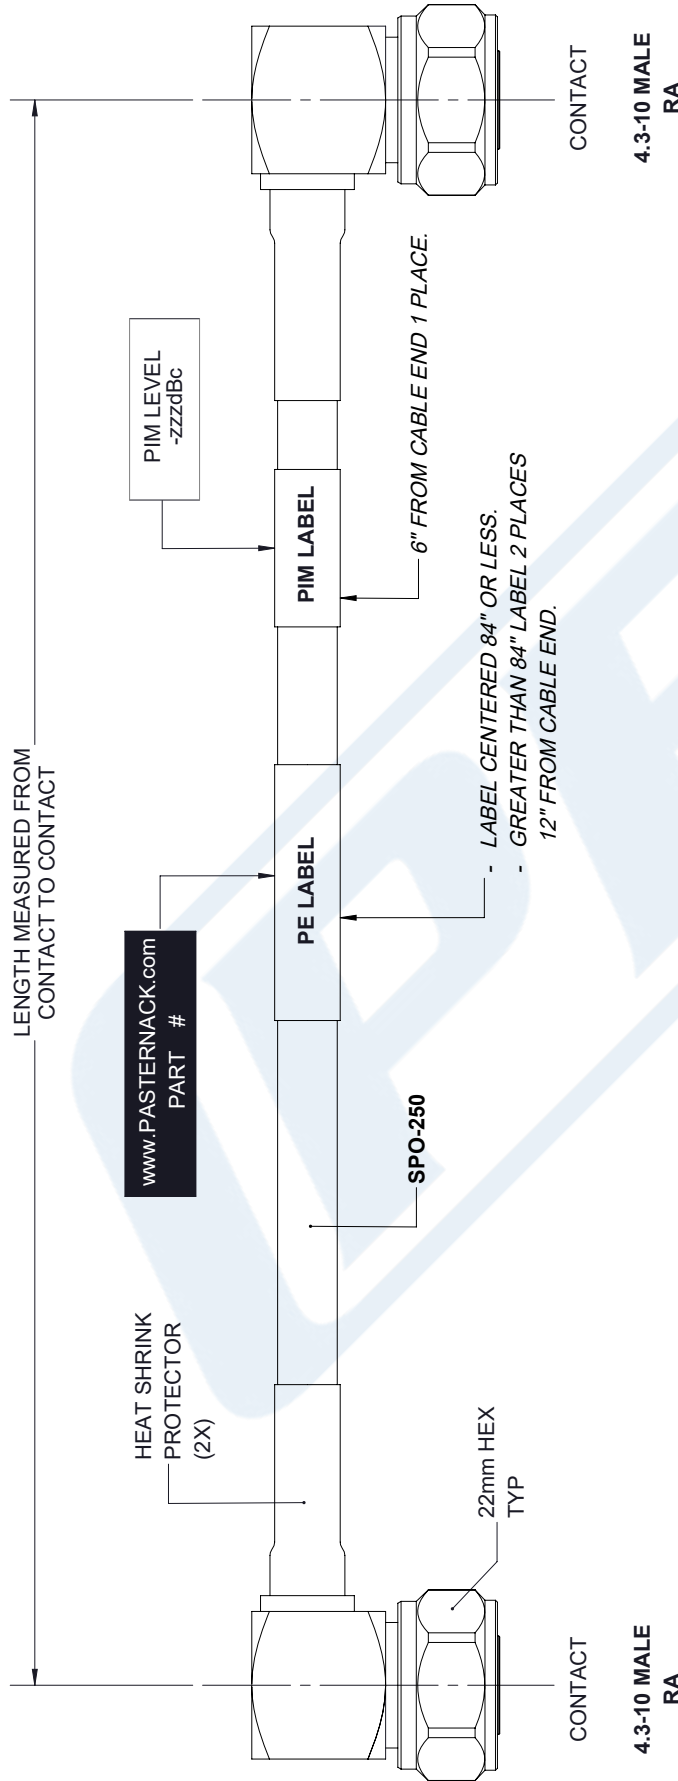 LENGTH MEASURED FROM
CONTACT TO CONTACT
www.PASTERNACK.com
PART #
PIM LEVEL
-zzzdBc
HEAT SHRINK
PROTECTOR
(2X)
PE LABEL
PIM LABEL
SPO-250
6" FROM CABLE END 1 PLACE.
- LABEL CENTERED 84" OR LESS.
- GREATER THAN 84" LABEL 2 PLACES
12" FROM CABLE END.
22mm HEX
TYP
CONTACT
4.3-10 MALE
RA
CONTACT
4.3-10 MALE
RA